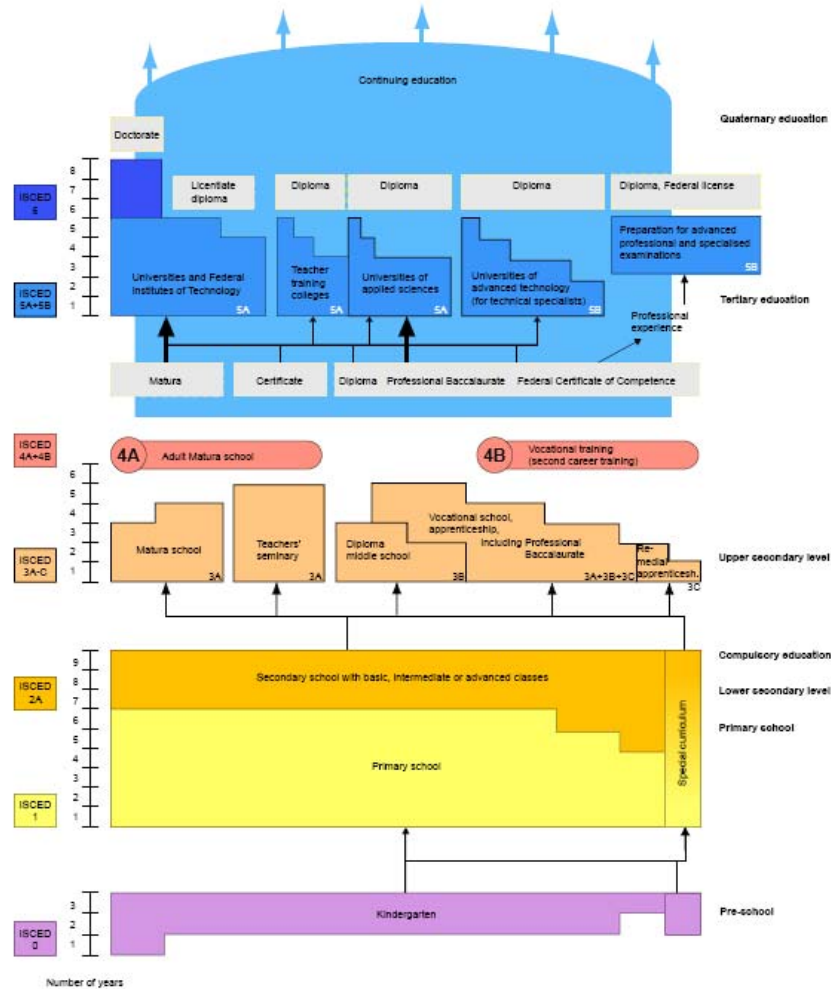 Continuing education
Quaternary education
Doctorate
8
7
6
5
4
3
2
1
ISCED
6
Licentiate
diploma
Diploma
Diploma
Diploma
Diploma, Federal license
Universities and Federal
Institutes of Technology
5A
Teacher
training
colleges
5A
Universities of
applied sciences
5A
Universities of
advanced technology
(for technical specialists)
5B
Preparation for advanced
professional and specialised
examinations
5B
ISCED
5A+5B
Tertiary education
Professional
experience
Matura
Certificate
Diploma
Professional Baccalaurate
Federal Certificate of Competence
ISCED
4A+4B
4A
Adult Matura school
4B
Vocational training
(second career training)
6
5
4
3
2
1
ISCED
3A-C
Matura school
3A
Teachers'
seminary
3A
Diploma
middle school
3B
Vocational school,
apprenticeship,
including Professional
Baccalaurate
3A+3B+3C
Re-
medial
apprenticesh.
3C
Upper secondary level
9
8
7
6
5
4
3
2
1
ISCED
2A
Secondary school with basic, intermediate or advanced classes
Compulsory education
Lower secondary level
Primary school
Primary school
Special curriculum
ISCED
1
3
2
1
ISCED
0
Kindergarten
Pre-school
Number of years